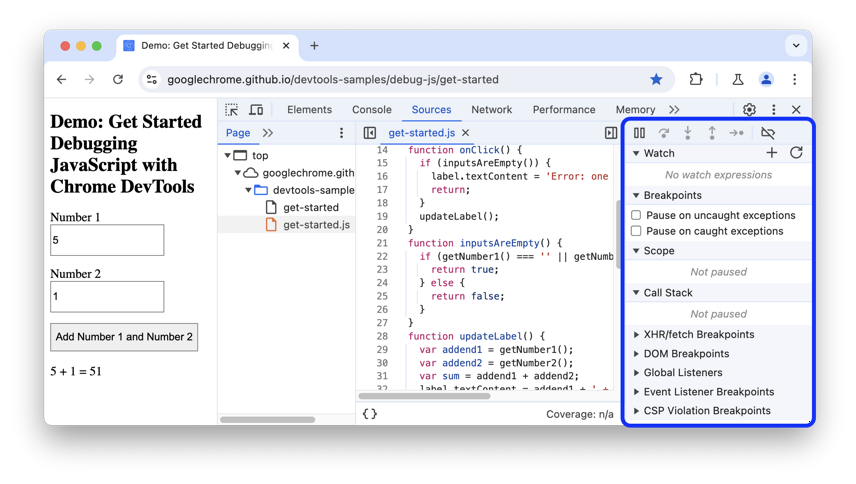 Demo: Get Started Debugging
googlechrome.github.io/devtools-samples/debug-js/get-started
Demo: Get Started
Debugging
JavaScript with
Chrome DevTools
Number 1
5
Number 2
1
Add Number 1 and Number 2
5 + 1 = 51
Elements Console Sources Network Performance Memory
Page
top
googlechrome.gith
devtools-sample
get-started
get-started.js
get-started.js
14 function onClick() {
15 if (inputsAreEmpty()) {
16 label.textContent = 'Error: one
17 return;
18 }
19 updateLabel();
20 }
21 function inputsAreEmpty() {
22 if (getNumber1() === '' || getNumb
23 return true;
24 } else {
25 return false;
26 }
27 }
28 function updateLabel() {
29 var addend1 = getNumber1();
30 var addend2 = getNumber2();
31 var sum = addend1 + addend2;
32 label.textContent = addend1 + ' +
{} Coverage: n/a
Watch
No watch expressions
Breakpoints
Pause on uncaught exceptions
Pause on caught exceptions
Scope
Not paused
Call Stack
Not paused
XHR/fetch Breakpoints
DOM Breakpoints
Global Listeners
Event Listener Breakpoints
CSP Violation Breakpoints